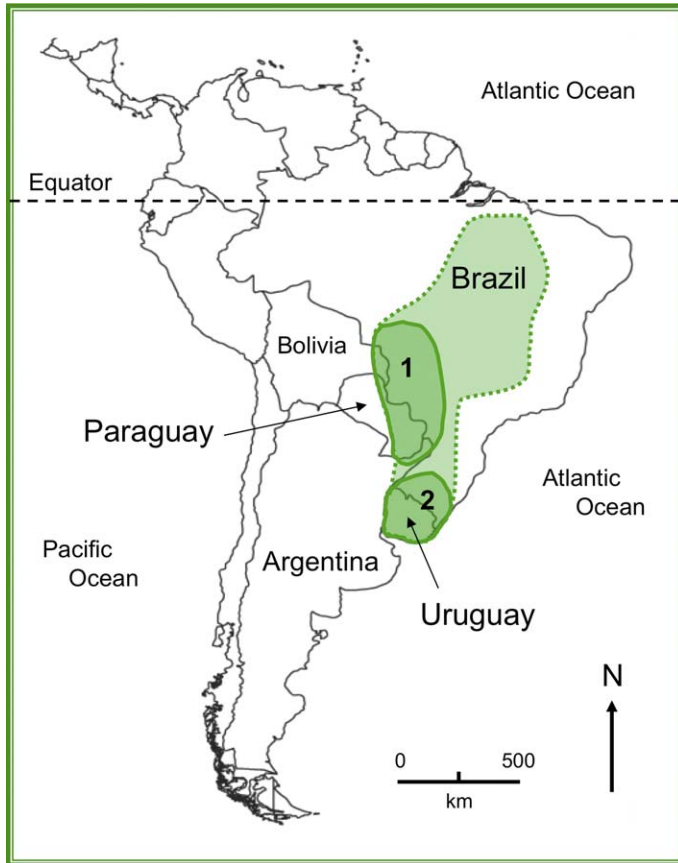 Atlantic Ocean
Equator
Brazil
Bolivia
1
Paraguay
2
Atlantic
Ocean
Pacific
Ocean
Argentina
Uruguay
N
0 500
km